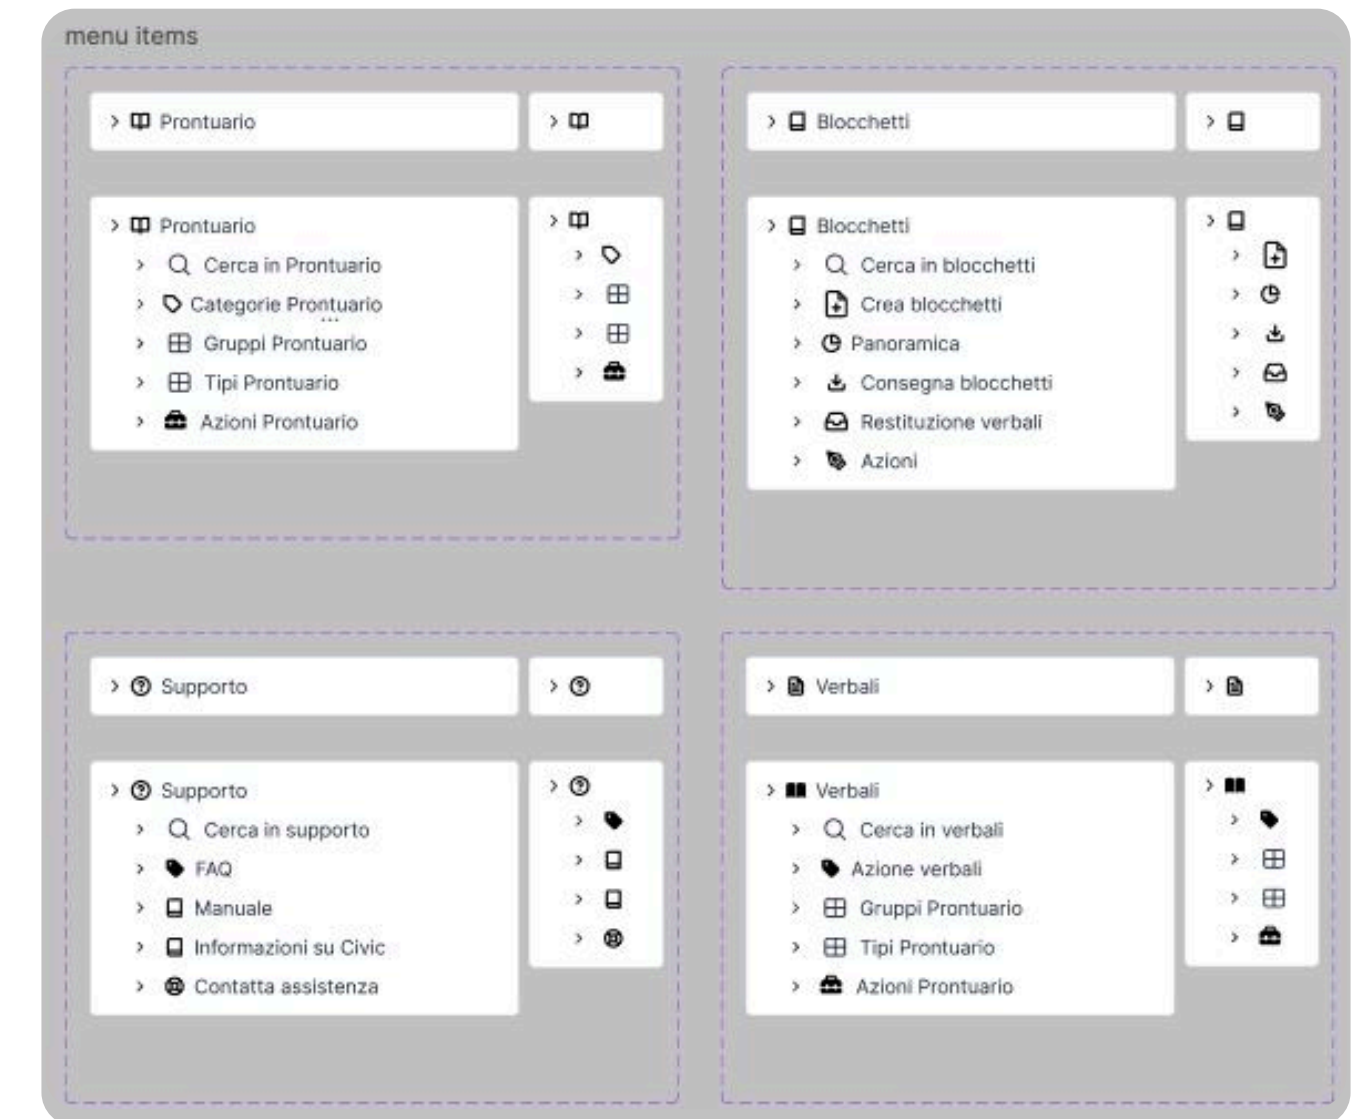 menu items
Prontuario
Prontuario
Cerca in Prontuario
Categorie Prontuario
Gruppi Prontuario
Tipi Prontuario
Azioni Prontuario
Blocchetti
Blocchetti
Cerca in blocchetti
Crea blocchetti
Panoramica
Consegna blocchetti
Restituzione verbali
Azioni
Supporto
Supporto
Cerca in supporto
FAQ
Manuale
Informazioni su Civic
Contatta assistenza
Verbali
Verbali
Cerca in verbali
Azione verbali
Gruppi Prontuario
Tipi Prontuario
Azioni Prontuario